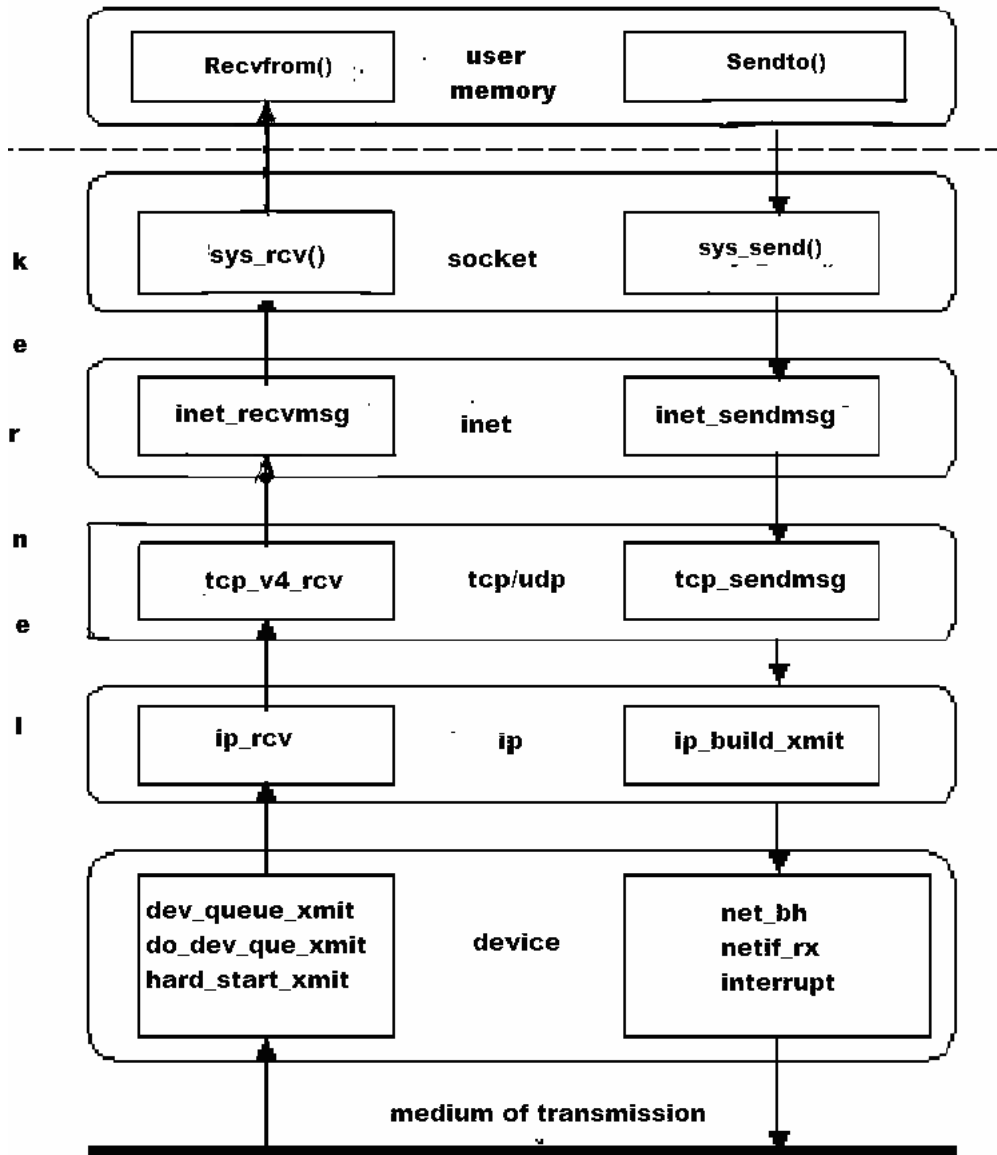 Recvfrom()
user
memory
Sendto()
k
e
r
n
e
l
sys_rcv()
socket
sys_send()
inet_recvmsg
inet
inet_sendmsg
tcp_v4_rcv
tcp/udp
tcp_sendmsg
ip_rcv
ip
ip_build_xmit
dev_queue_xmit
do_dev_que_xmit
hard_start_xmit
device
net_bh
netif_rx
interrupt
medium of transmission